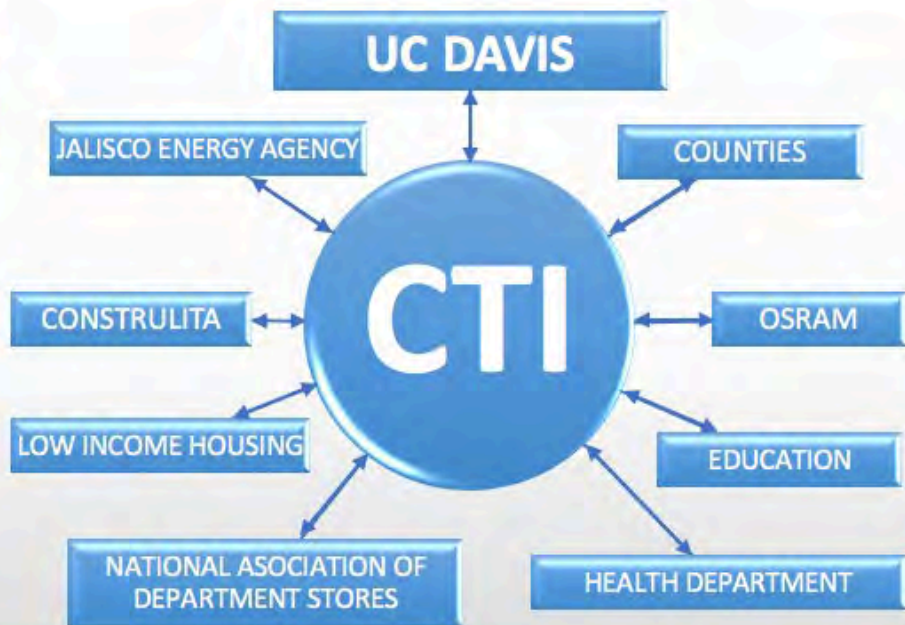 UC DAVIS
JALISCO ENERGY AGENCY
COUNTIES
CTI
CONSTRULITA
OSRAM
LOW INCOME HOUSING
EDUCATION
NATIONAL ASOCIATION OF
DEPARTMENT STORES
HEALTH DEPARTMENT